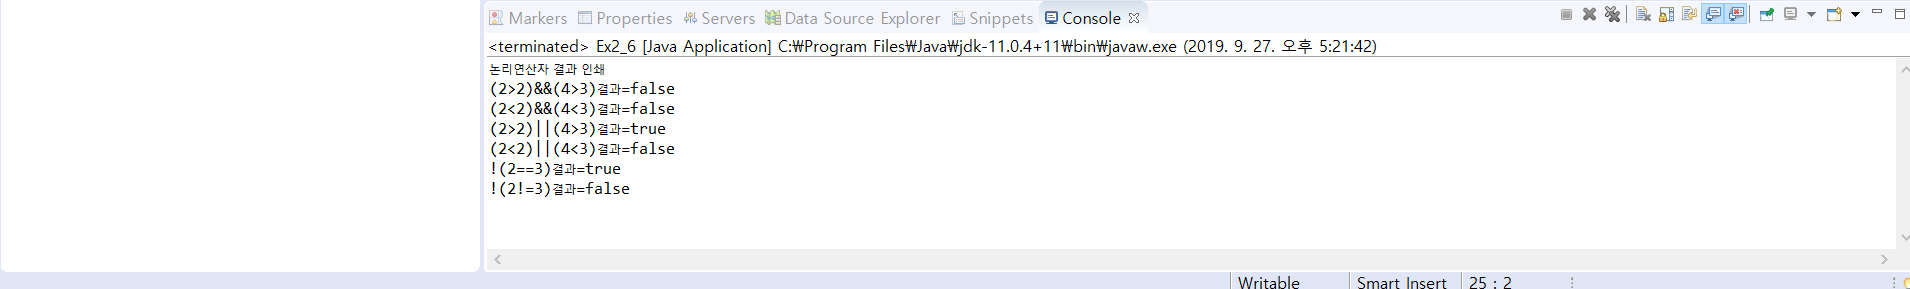 Markers Properties Servers Data Source Explorer Snippets Console
<terminated> Ex2_6 [Java Application] C:₩Program Files₩Java₩jdk-11.0.4+11₩bin₩javaw.exe (2019. 9. 27. 오후 5:21:42)
논리연산자 결과 인쇄
(2>2)&&(4>3)결과=false
(2<2)&&(4<3)결과=false
(2>2)||(4>3)결과=true
(2<2)||(4<3)결과=false
!(2==3)결과=true
!(2!=3)결과=false
Writable Smart Insert 25 : 2